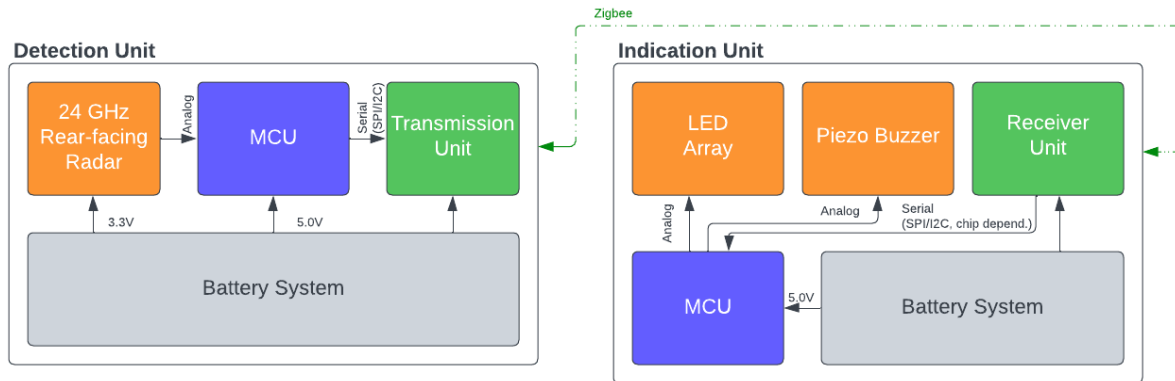 Zigbee
Detection Unit
24 GHz
Rear-facing
Radar
Analog
MCU
Serial
(SPI/I2C)
Transmission
Unit
3.3V
5.0V
Battery System
Indication Unit
LED
Array
Piezo Buzzer
Receiver
Unit
Analog
Analog
Serial
(SPI/I2C, chip depend.)
MCU
5.0V
Battery System